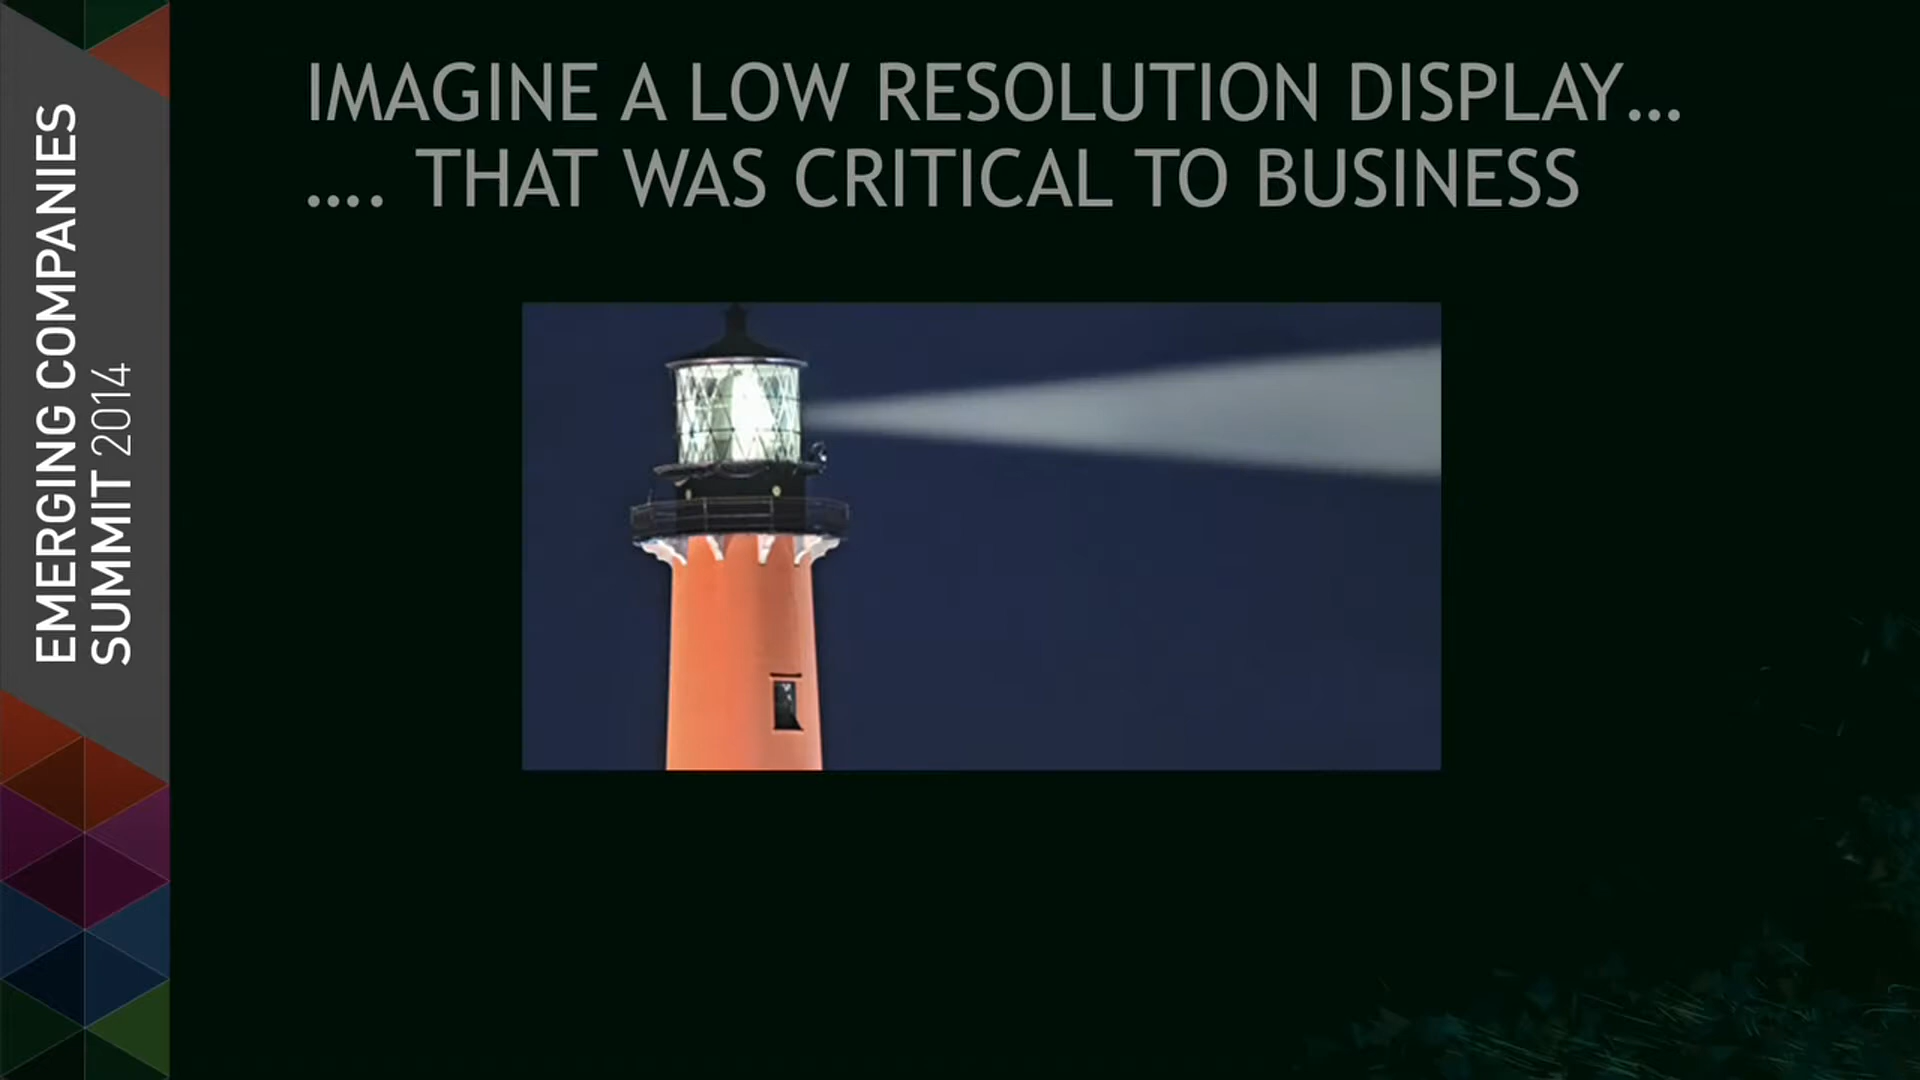 EMERGING COMPANIES
SUMMIT 2014
IMAGINE A LOW RESOLUTION DISPLAY...
.... THAT WAS CRITICAL TO BUSINESS